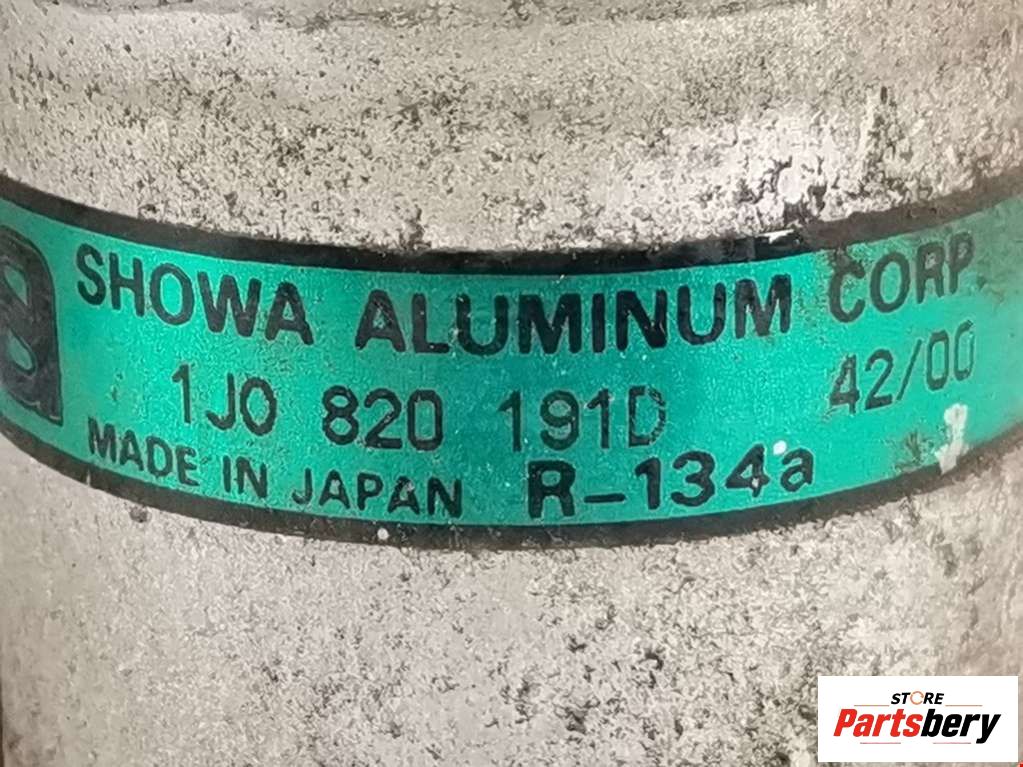 SHOWA ALUMINUM CORP.
1J0 820 191D 42/00
MADE IN JAPAN R-134a
STORE
Partsbery